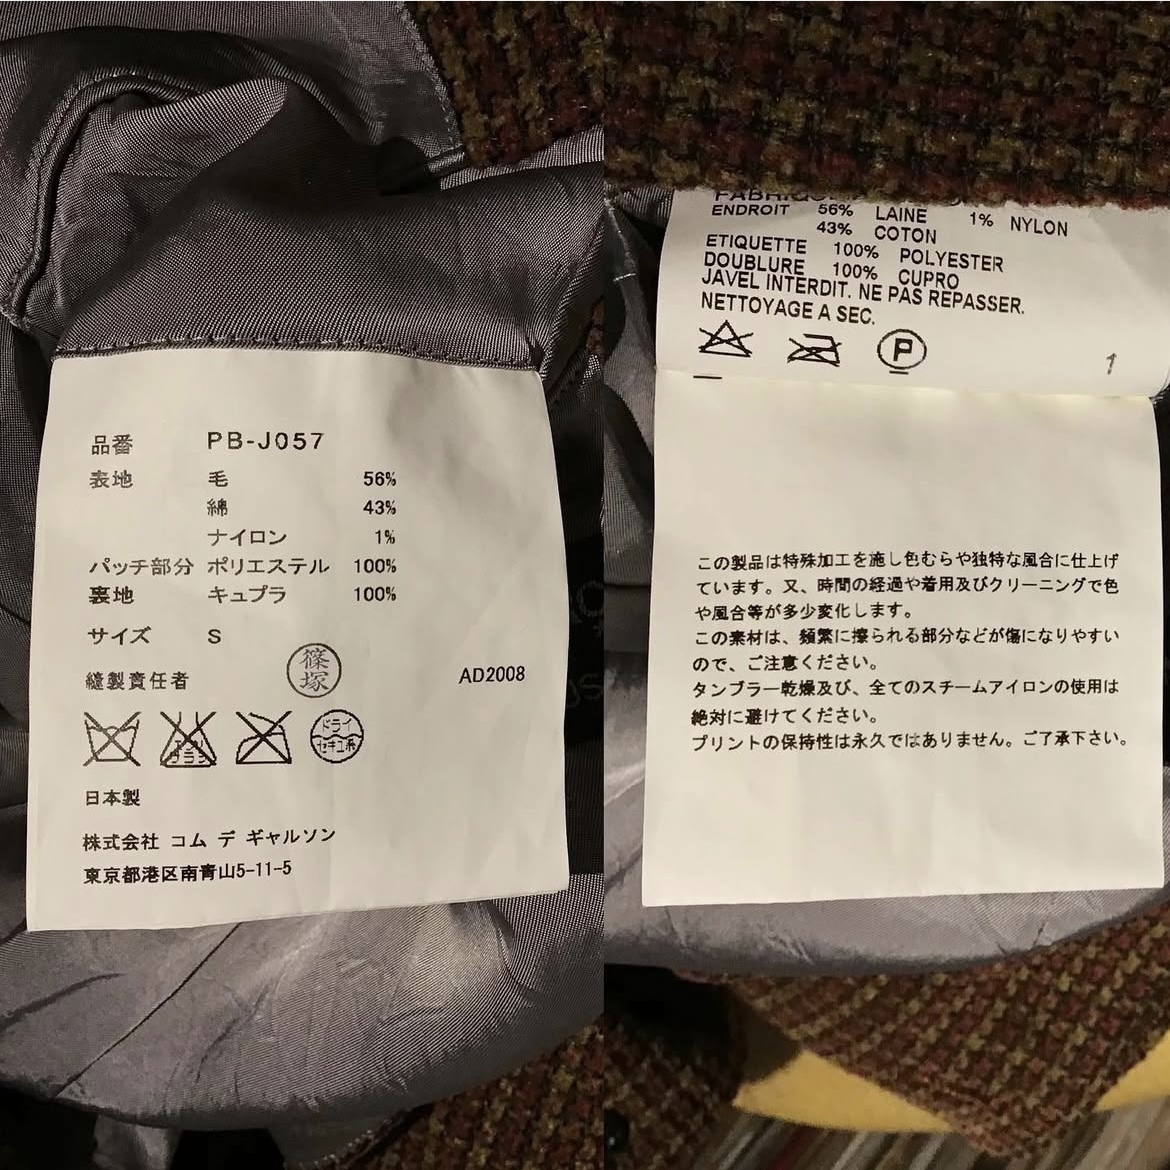 品番 PB-J057
表地 毛 56%
綿 43%
ナイロン 1%
パッチ部分 ポリエステル 100%
裏地 キュプラ 100%
サイズ S
縫製責任者 篠塚 AD2008
ドライ
セキユ系
日本製
株式会社 コム デ ギャルソン
東京都港区南青山5-11-5
ENDROIT 56% LAINE 1% NYLON
43% COTON
ETIQUETTE 100% POLYESTER
DOUBLURE 100% CUPRO
JAVEL INTERDIT. NE PAS REPASSER.
NETTOYAGE A SEC.
P
1
この製品は特殊加工を施し色むらや独特な風合に仕上げ
ています。又、時間の経過や着用及びクリーニングで色
や風合等が多少変化します。
この素材は、頻繁に擦られる部分などが傷になりやすい
ので、ご注意ください。
タンブラー乾燥及び、全てのスチームアイロンの使用は
絶対に避けてください。
プリントの保持性は永久ではありません。ご了承下さい。